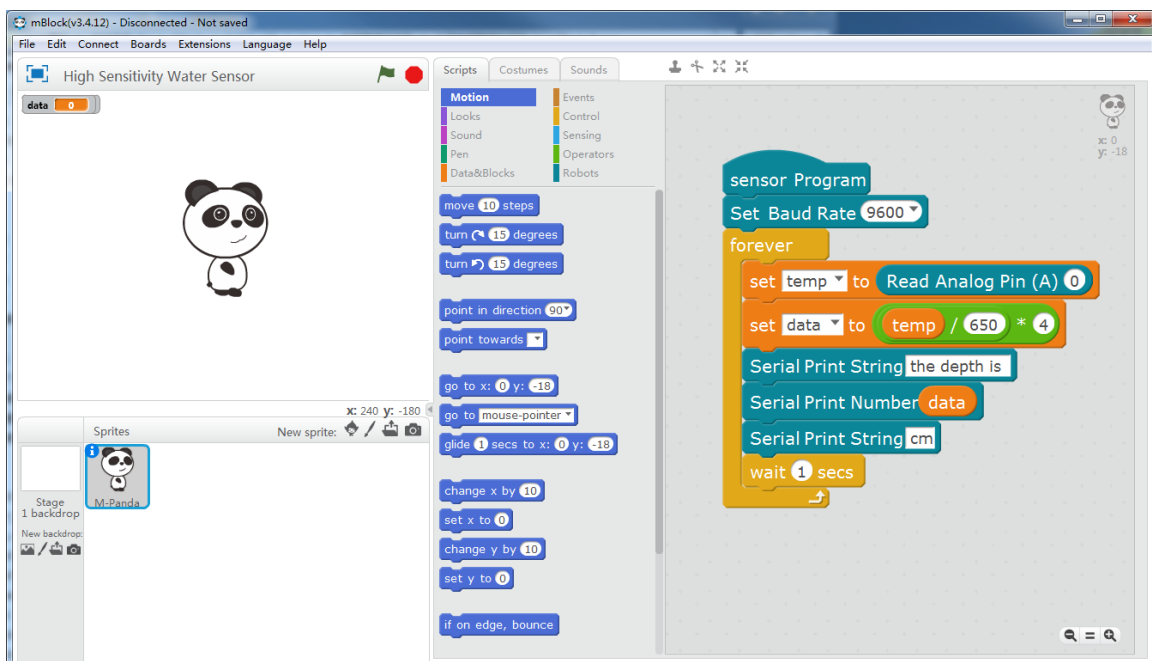 mBlock(v3.4.12) - Disconnected - Not saved
File Edit Connect Boards Extensions Language Help
High Sensitivity Water Sensor
data 0
x: 240 y: -180
Sprites New sprite:
Stage
1 backdrop
New backdrop:
M-Panda
Scripts Costumes Sounds
Motion Events
Looks Control
Sound Sensing
Pen Operators
Data&Blocks Robots
move 10 steps
turn 15 degrees
turn 15 degrees
point in direction 90
point towards
go to x: 0 y: -18
go to mouse-pointer
glide 1 secs to x: 0 y: -18
change x by 10
set x to 0
change y by 10
set y to 0
if on edge, bounce
x: 0
y: -18
sensor Program
Set Baud Rate 9600
forever
set temp to Read Analog Pin (A) 0
set data to temp / 650 * 4
Serial Print String the depth is
Serial Print Number data
Serial Print String cm
wait 1 secs